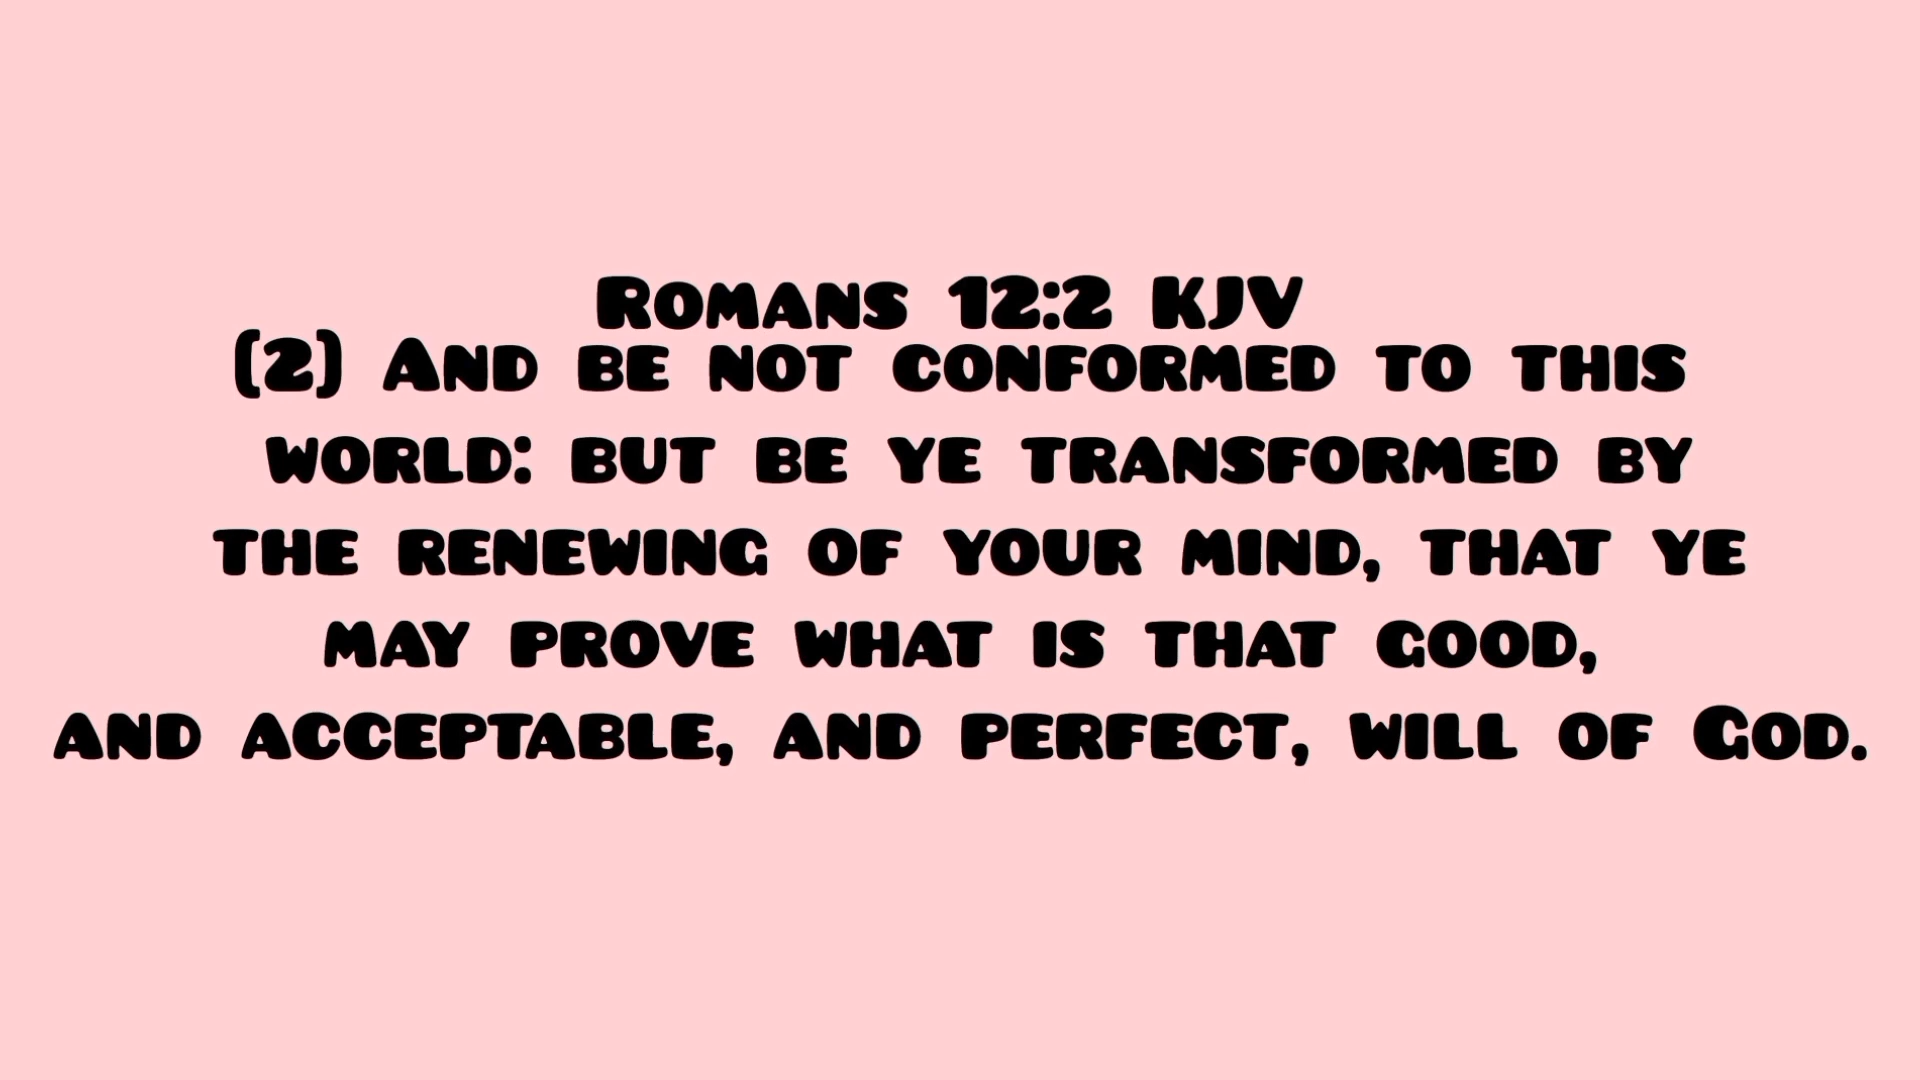 Romans 12:2 KJV
(2) And be not conformed to this
world: but be ye transformed by
the renewing of your mind, that ye
may prove what is that good,
and acceptable, and perfect, will of God.